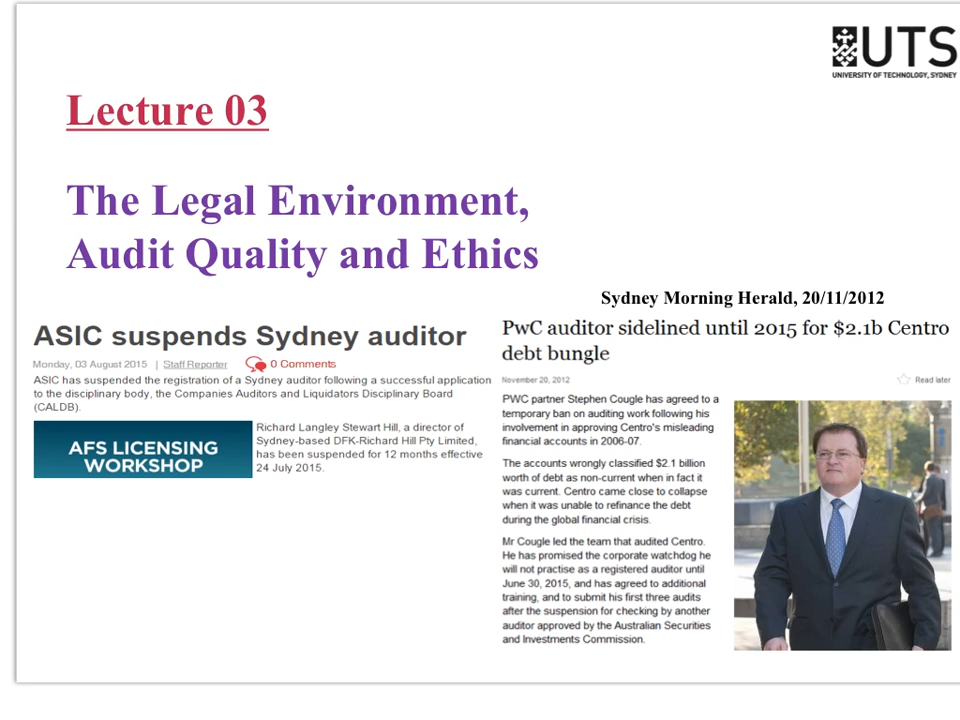 UTS
UNIVERSITY OF TECHNOLOGY, SYDNEY
Lecture 03
The Legal Environment,
Audit Quality and Ethics
Sydney Morning Herald, 20/11/2012
ASIC suspends Sydney auditor
Monday, 03 August 2015 | Staff Reporter 0 Comments
ASIC has suspended the registration of a Sydney auditor following a successful application
to the disciplinary body, the Companies Auditors and Liquidators Disciplinary Board
(CALDB).
AFS LICENSING
WORKSHOP
Richard Langley Stewart Hill, a director of
Sydney-based DFK-Richard Hill Pty Limited,
has been suspended for 12 months effective
24 July 2015.
PwC auditor sidelined until 2015 for $2.1b Centro
debt bungle
November 20, 2012
Read later
PWC partner Stephen Cougle has agreed to a
temporary ban on auditing work following his
involvement in approving Centro's misleading
financial accounts in 2006-07.
The accounts wrongly classified $2.1 billion
worth of debt as non-current when in fact it
was current. Centro came close to collapse
when it was unable to refinance the debt
during the global financial crisis.
Mr Cougle led the team that audited Centro.
He has promised the corporate watchdog he
will not practise as a registered auditor until
June 30, 2015, and has agreed to additional
training, and to submit his first three audits
after the suspension for checking by another
auditor approved by the Australian Securities
and Investments Commission.